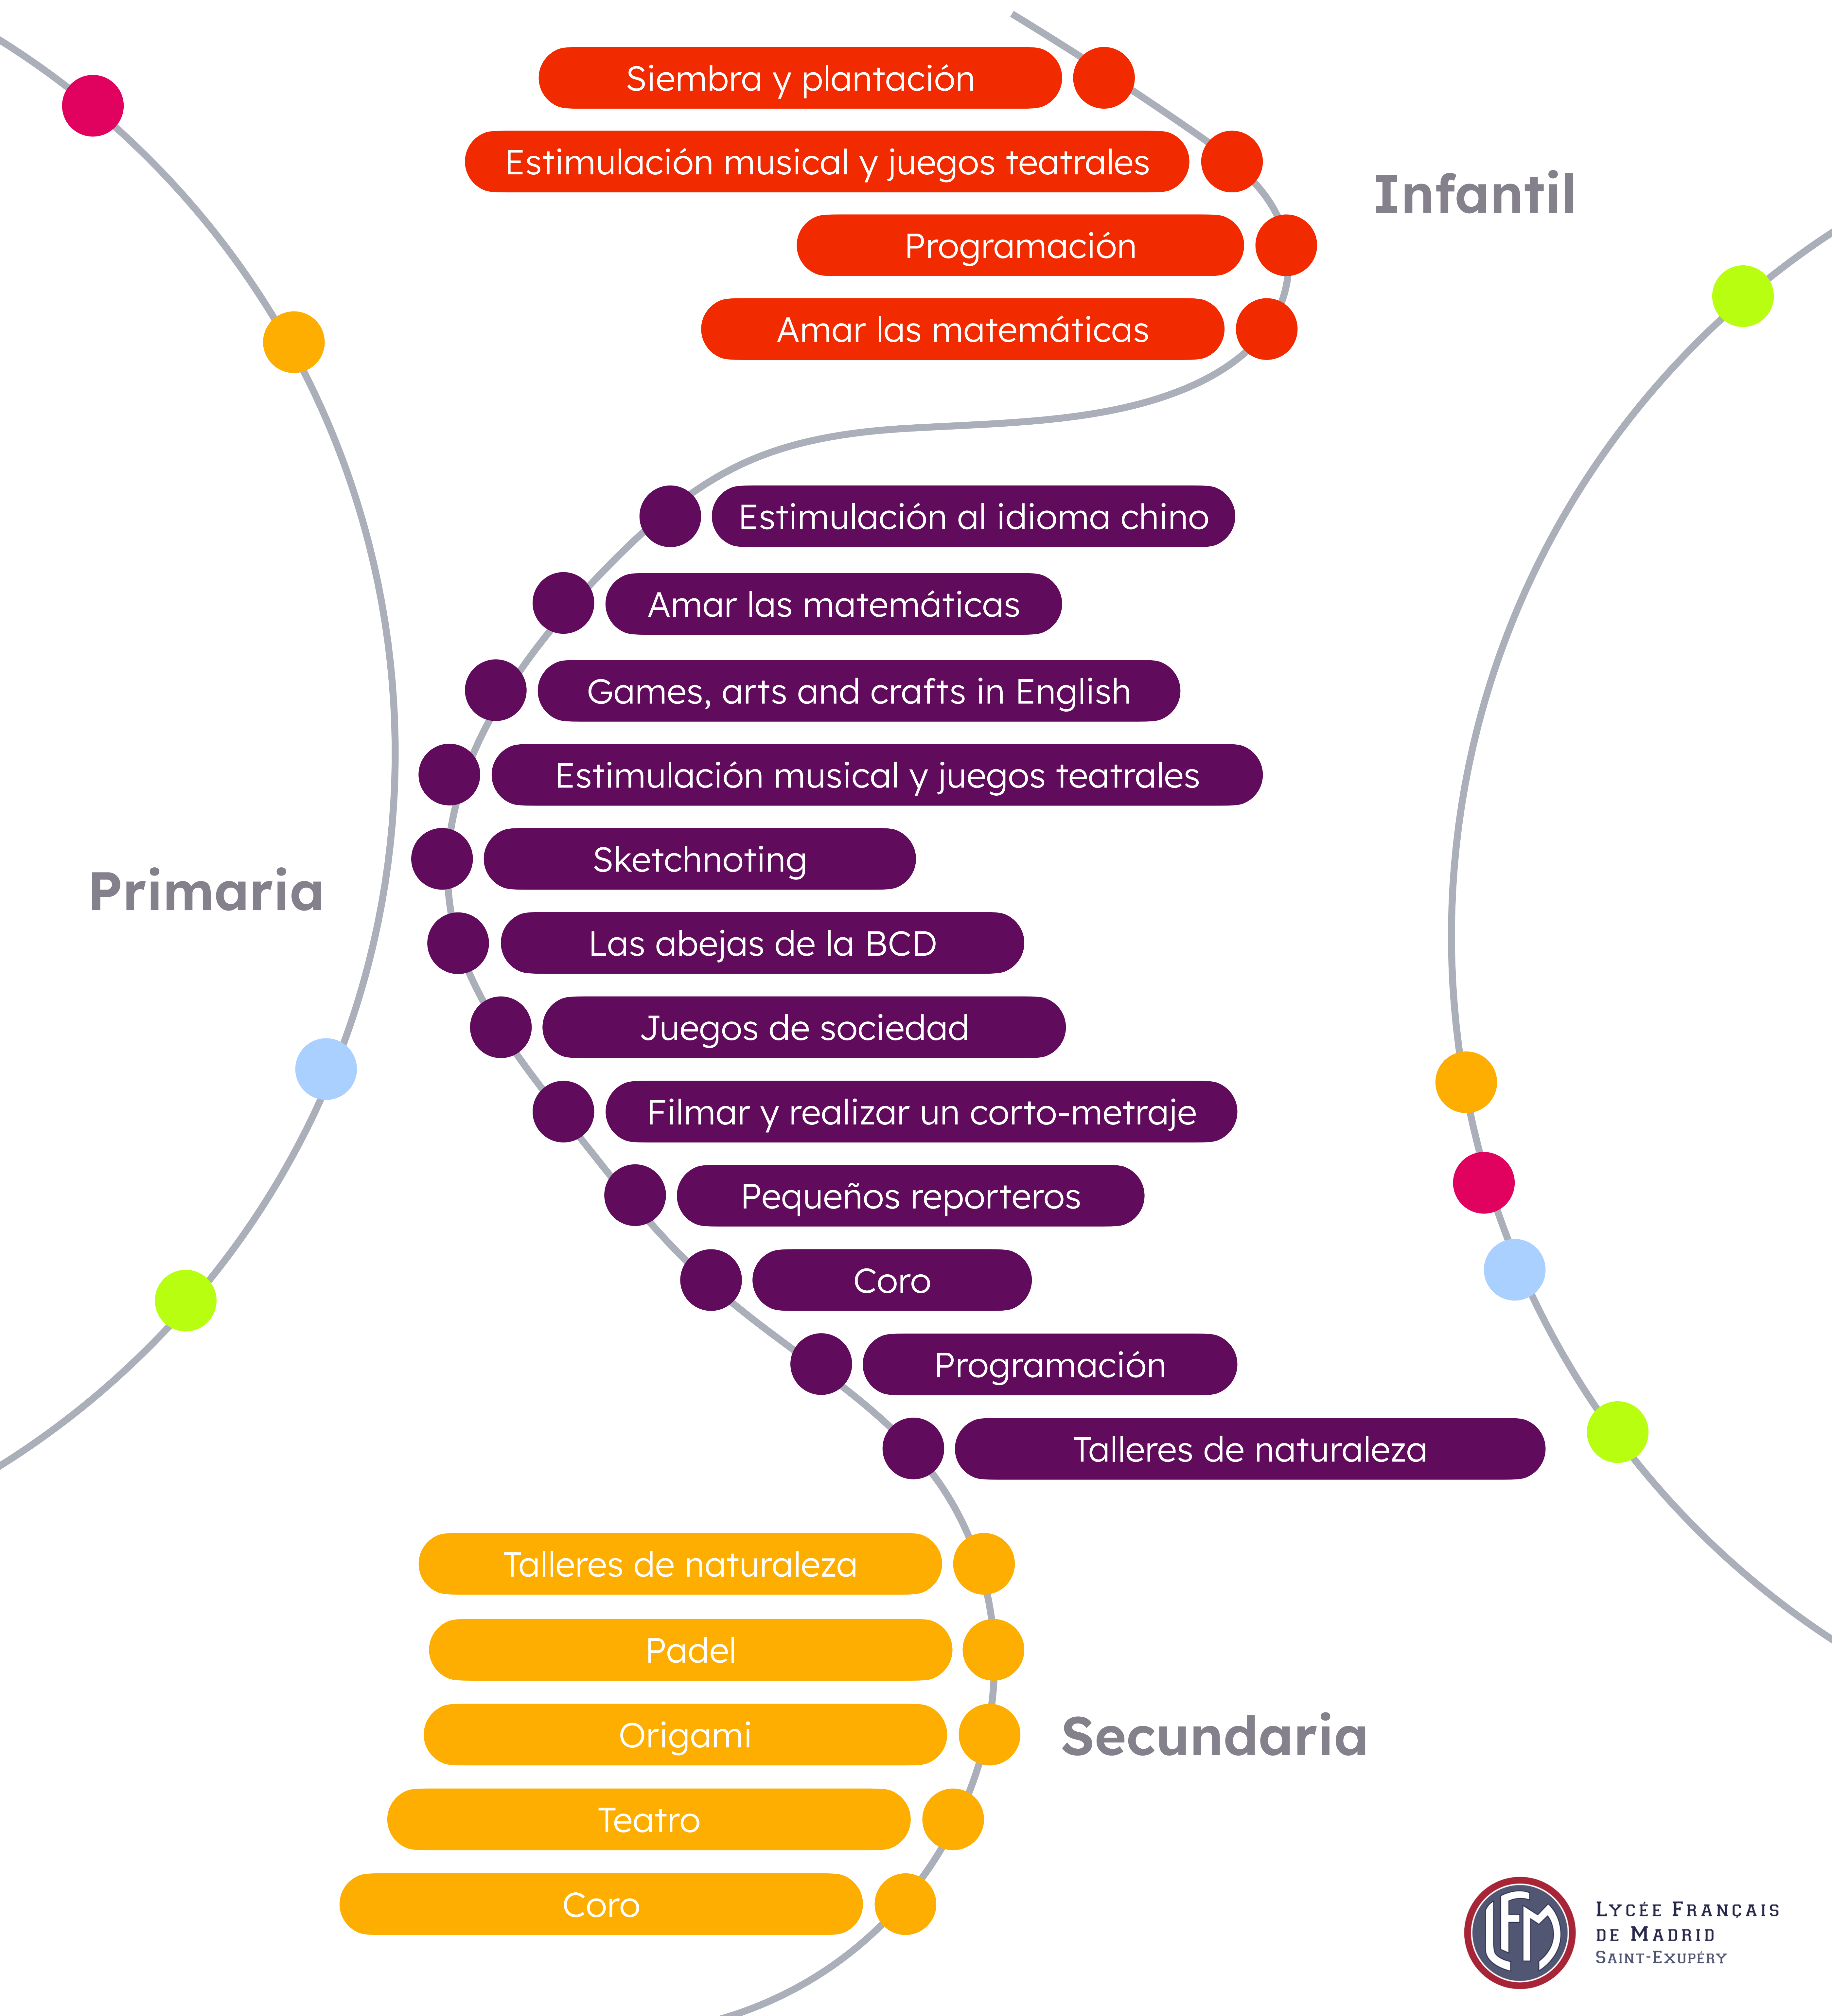 Siembra y plantación
Estimulación musical y juegos teatrales
Infantil
Programación
Amar las matemáticas
Estimulación al idioma chino
Amar las matemáticas
Games, arts and crafts in English
Estimulación musical y juegos teatrales
Sketchnoting
Primaria
Las abejas de la BCD
Juegos de sociedad
Filmar y realizar un corto-metraje
Pequeños reporteros
Coro
Programación
Talleres de naturaleza
Talleres de naturaleza
Padel
Origami
Secundaria
Teatro
Coro
LFM
Lycée Français
de Madrid
Saint-Exupéry